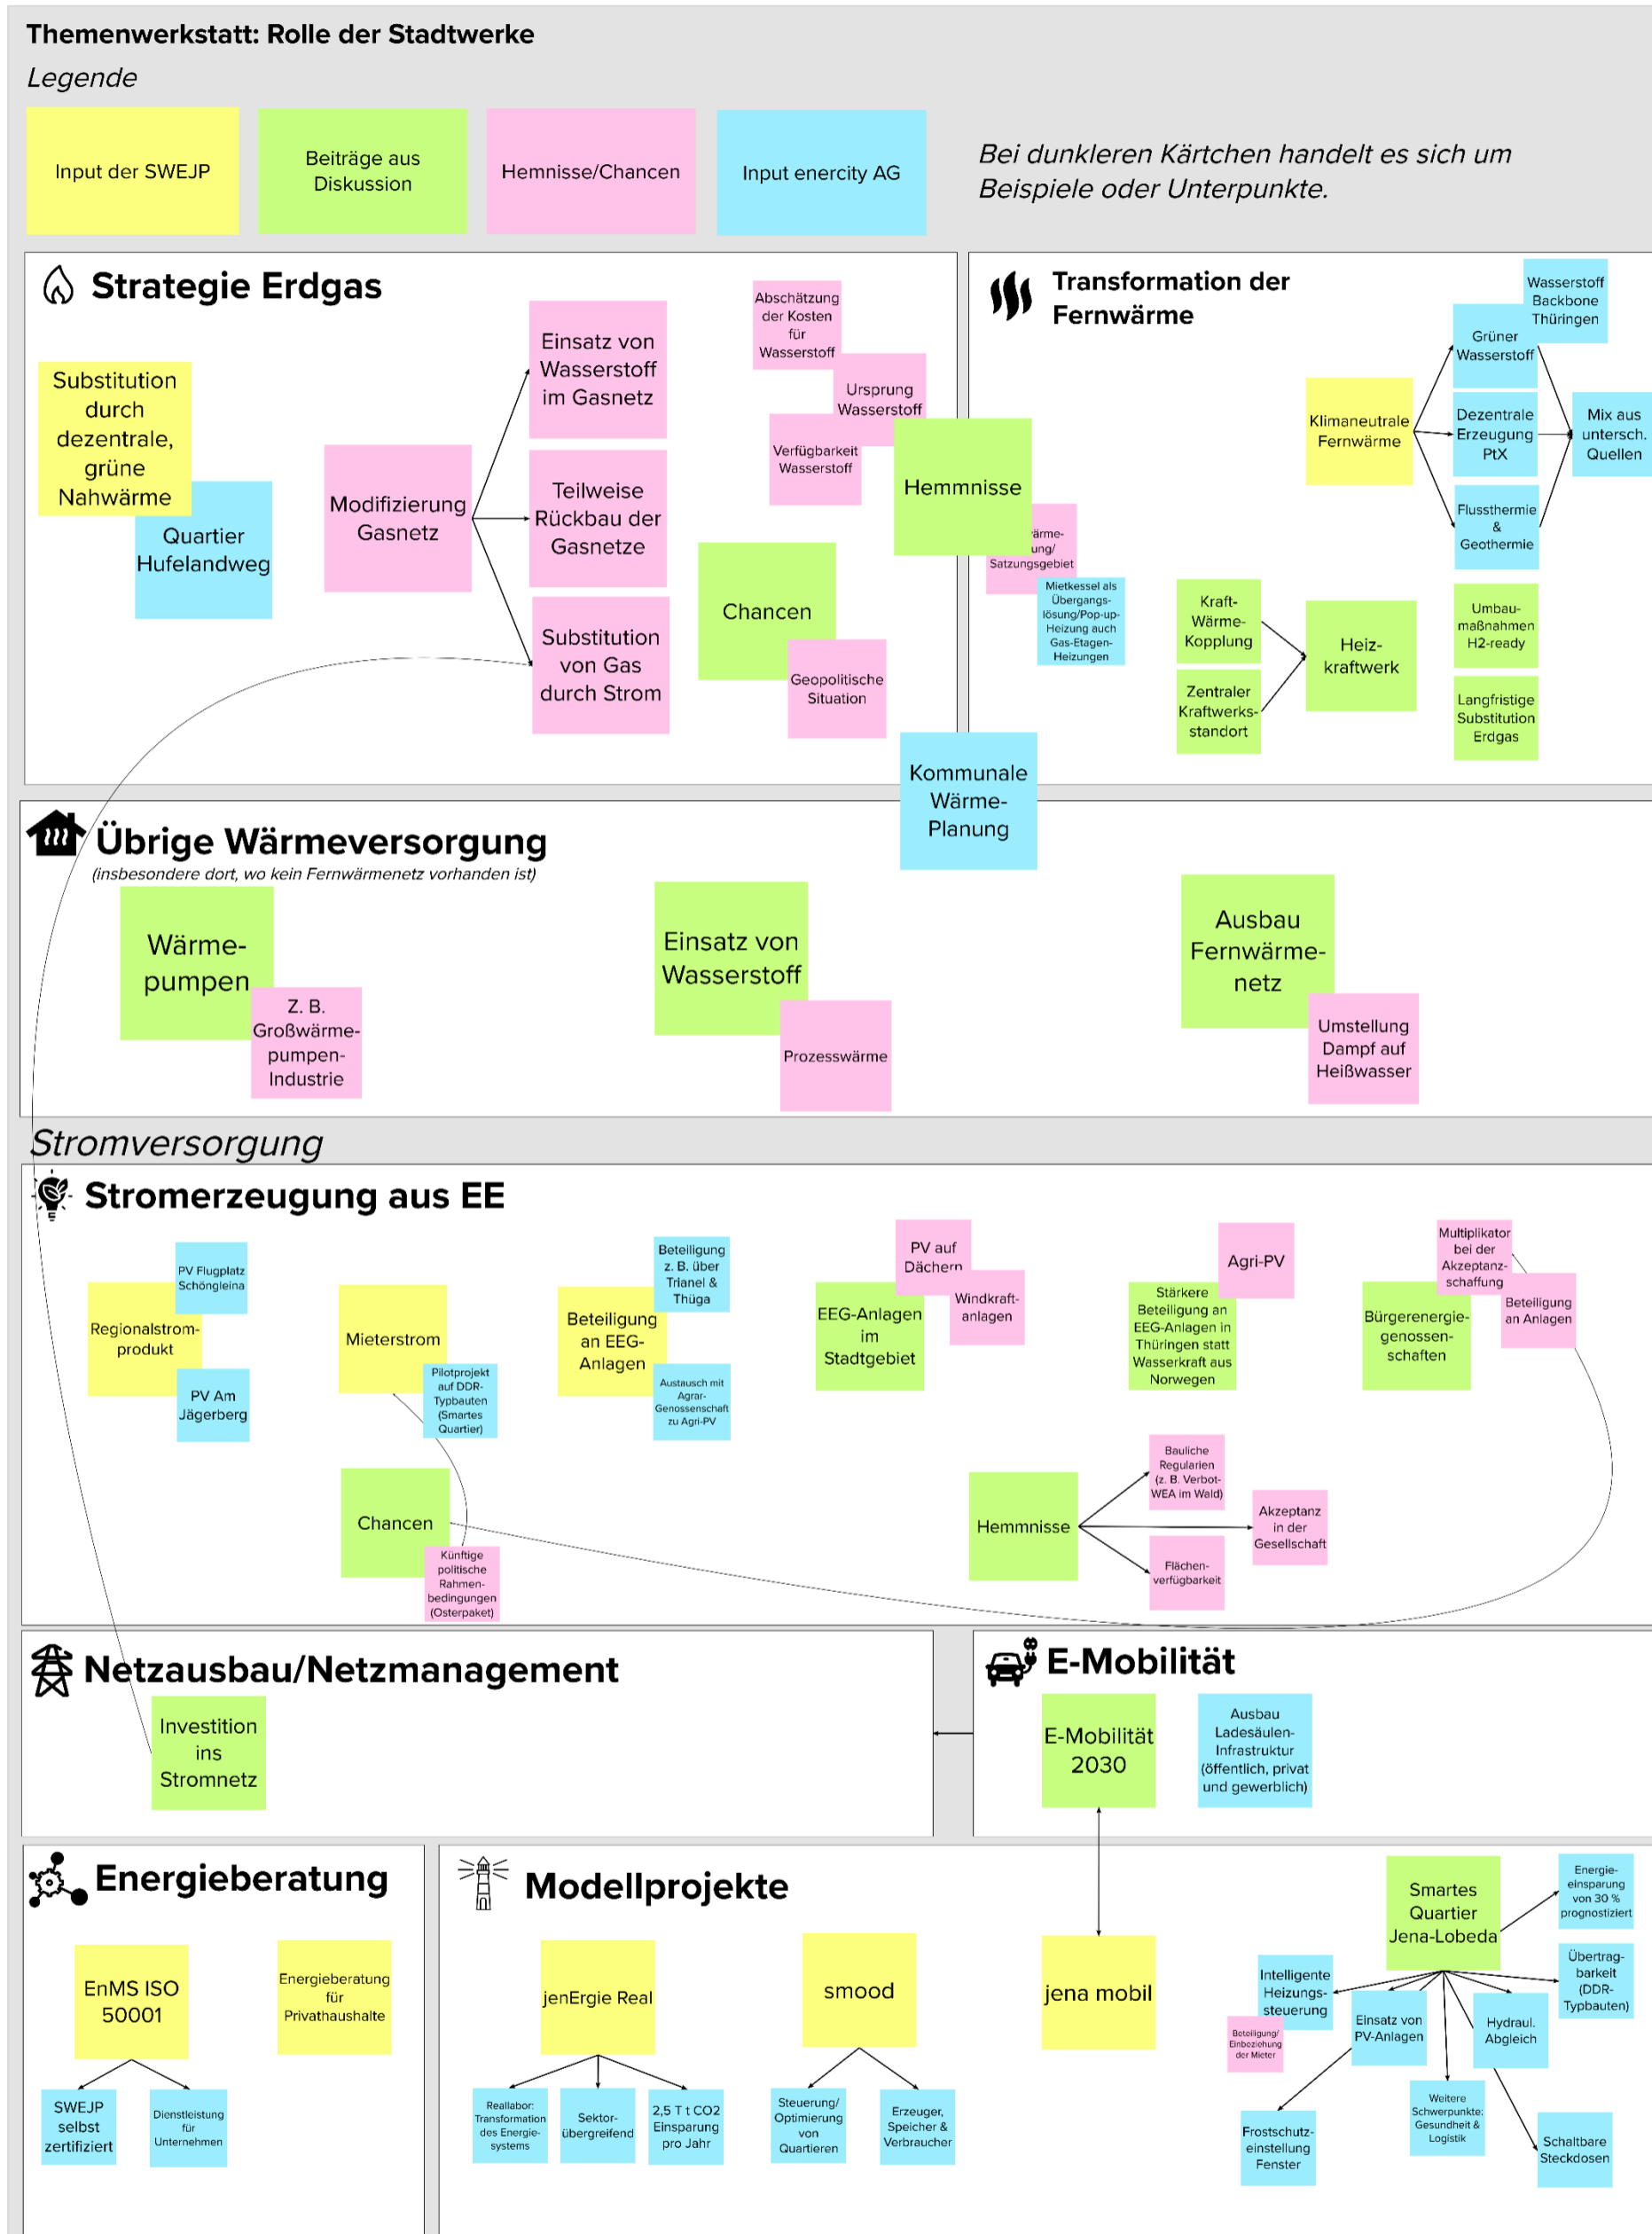 Themenwerkstatt: Rolle der Stadtwerke
Legende
Input der SWEJP
Beiträge aus
Diskussion
Hemnisse/Chancen
Input enercity AG
Bei dunkleren Kärtchen handelt es sich um
Beispiele oder Unterpunkte.
Strategie Erdgas
Substitution
durch
dezentrale,
grüne
Nahwärme
Quartier
Hufelandweg
Modifizierung
Gasnetz
Einsatz von
Wasserstoff
im Gasnetz
Teilweise
Rückbau der
Gasnetze
Substitution
von Gas
durch Strom
Abschätzung
der Kosten
für
Wasserstoff
Ursprung
Wasserstoff
Verfügbarkeit
Wasserstoff
Hemmnisse
Satzungsgebiet
Mietkessel als
Übergangs-
lösung/Pop-up-
Heizung auch
Gas-Etagen-
Heizungen
Chancen
Geopolitische
Situation
Transformation der
Fernwärme
Klimaneutrale
Fernwärme
Wasserstoff
Backbone
Thüringen
Grüner
Wasserstoff
Dezentrale
Erzeugung
PtX
Flussthermie
&
Geothermie
Mix aus
untersch.
Quellen
Kraft-
Wärme-
Kopplung
Zentraler
Kraftwerks-
standort
Heiz-
kraftwerk
Umbau-
maßnahmen
H2-ready
Langfristige
Substitution
Erdgas
Kommunale
Wärme-
Planung
Übrige Wärmeversorgung
(insbesondere dort, wo kein Fernwärmenetz vorhanden ist)
Wärme-
pumpen
Z. B.
Großwärme-
pumpen-
Industrie
Einsatz von
Wasserstoff
Prozesswärme
Ausbau
Fernwärme-
netz
Umstellung
Dampf auf
Heißwasser
Stromversorgung
Stromerzeugung aus EE
PV Flugplatz
Schöngleina
Regionalstrom-
produkt
PV Am
Jägerberg
Mieterstrom
Pilotprojekt
auf DDR-
Typbauten
(Smartes
Quartier)
Beteiligung
z. B. über
Trianel &
Thüga
Beteiligung
an EEG-
Anlagen
Austausch mit
Agrar-
Genossenschaft
zu Agri-PV
PV auf
Dächern
Windkraft-
anlagen
EEG-Anlagen
im
Stadtgebiet
Agri-PV
Stärkere
Beteiligung an
EEG-Anlagen in
Thüringen statt
Wasserkraft aus
Norwegen
Multiplikator
bei der
Akzeptanz-
schaffung
Beteiligung
an Anlagen
Bürgerenergie-
genossen-
schaften
Chancen
Künftige
politische
Rahmen-
bedingungen
(Osterpaket)
Hemmnisse
Bauliche
Regularien
(z. B. Verbot-
WEA im Wald)
Akzeptanz
in der
Gesellschaft
Flächen-
verfügbarkeit
Netzausbau/Netzmanagement
Investition
ins
Stromnetz
E-Mobilität
E-Mobilität
2030
Ausbau
Ladesäulen-
Infrastruktur
(öffentlich, privat
und gewerblich)
Energieberatung
EnMS ISO
50001
Energieberatung
für
Privathaushalte
SWEJP
selbst
zertifiziert
Dienstleistung
für
Unternehmen
Modellprojekte
jenErgie Real
Reallabor:
Transformation
des Energie-
systems
Sektor-
übergreifend
2,5 T t CO2
Einsparung
pro Jahr
smood
Steuerung/
Optimierung
von
Quartieren
Erzeuger,
Speicher &
Verbraucher
jena mobil
Smartes
Quartier
Jena-Lobeda
Energie-
einsparung
von 30 %
prognostiziert
Übertrag-
barkeit
(DDR-
Typbauten)
Intelligente
Heizungs-
steuerung
Beteiligung/
Einbeziehung
der Mieter
Einsatz von
PV-Anlagen
Hydraul.
Abgleich
Frostschutz-
einstellung
Fenster
Weitere
Schwerpunkte:
Gesundheit &
Logistik
Schaltbare
Steckdosen